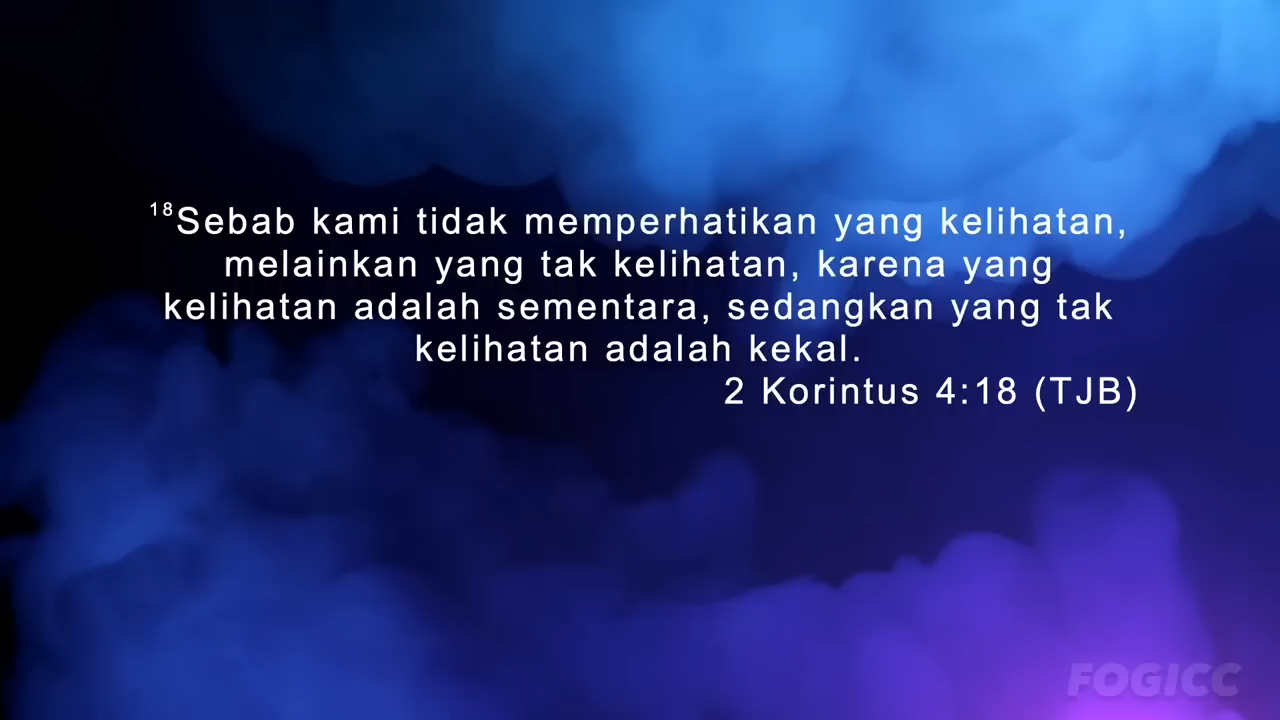 18Sebab kami tidak memperhatikan yang kelihatan,
melainkan yang tak kelihatan, karena yang
kelihatan adalah sementara, sedangkan yang tak
kelihatan adalah kekal.
2 Korintus 4:18 (TJB)
FOGICC